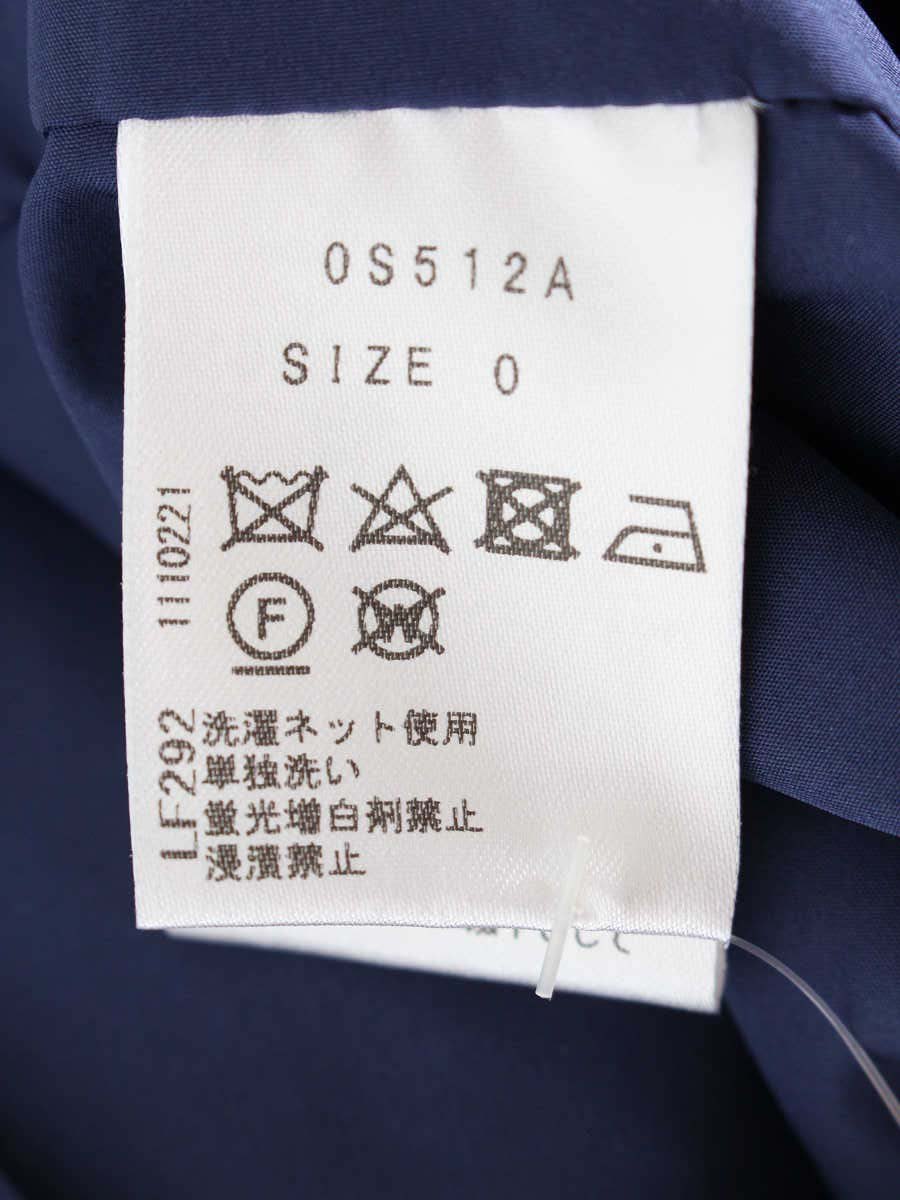 0S512A
SIZE 0
1110221
F
W
LF292
洗濯ネット使用
単独洗い
蛍光増白剤禁止
浸漬禁止